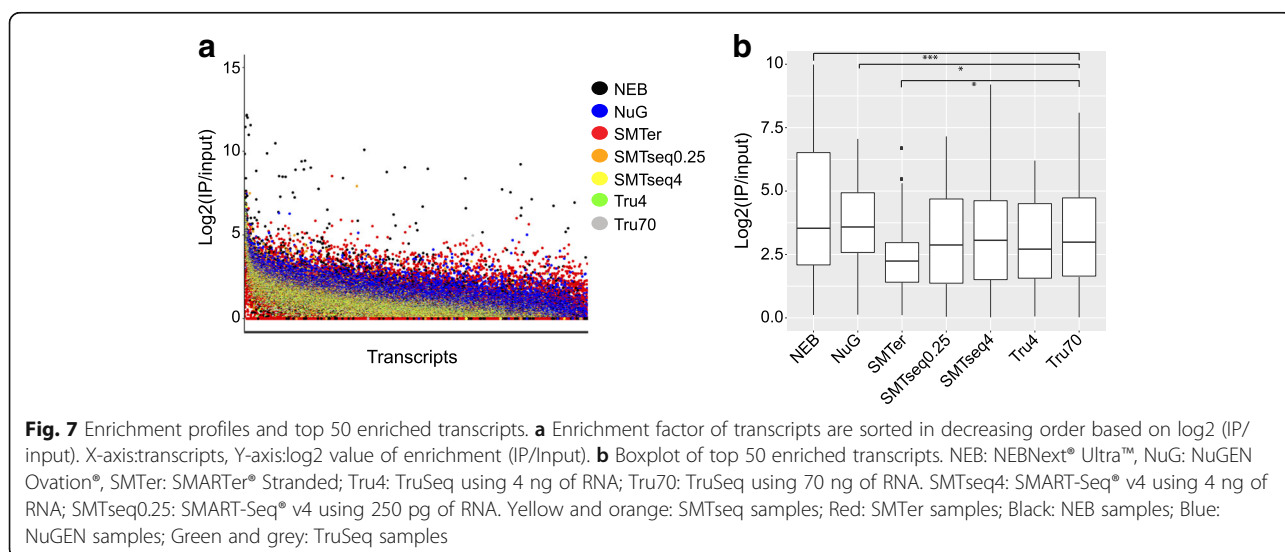 a
15
10
5
0
Log2(IP/input)
Transcripts
NEB
NuG
SMTer
SMTseq0.25
SMTseq4
Tru4
Tru70
b
10
7.5
5.0
2.5
0.0
Log2(IP/input)
***
*
*
NEB
NuG
SMTer
SMTseq0.25
SMTseq4
Tru4
Tru70
Fig. 7 Enrichment profiles and top 50 enriched transcripts. a Enrichment factor of transcripts are sorted in decreasing order based on log2 (IP/
input). X-axis:transcripts, Y-axis:log2 value of enrichment (IP/Input). b Boxplot of top 50 enriched transcripts. NEB: NEBNext® Ultra™, NuG: NuGEN
Ovation®, SMTer: SMARTer® Stranded; Tru4: TruSeq using 4 ng of RNA; Tru70: TruSeq using 70 ng of RNA. SMTseq4: SMART-Seq® v4 using 4 ng of
RNA; SMTseq0.25: SMART-Seq® v4 using 250 pg of RNA. Yellow and orange: SMTseq samples; Red: SMTer samples; Black: NEB samples; Blue:
NuGEN samples; Green and grey: TruSeq samples